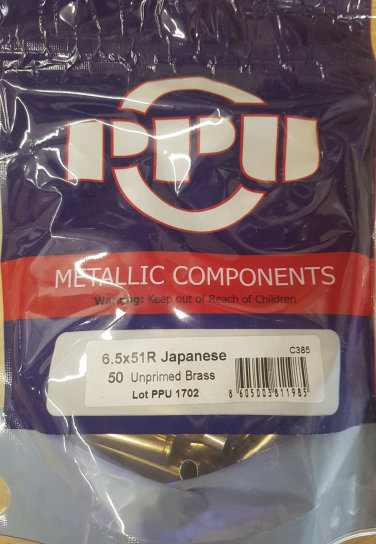 PPU
METALLIC COMPONENTS
Warning: Keep out of Reach of Children
6.5x51R Japanese
C385
50 Unprimed Brass
Lot PPU 1702
8 605003 811985